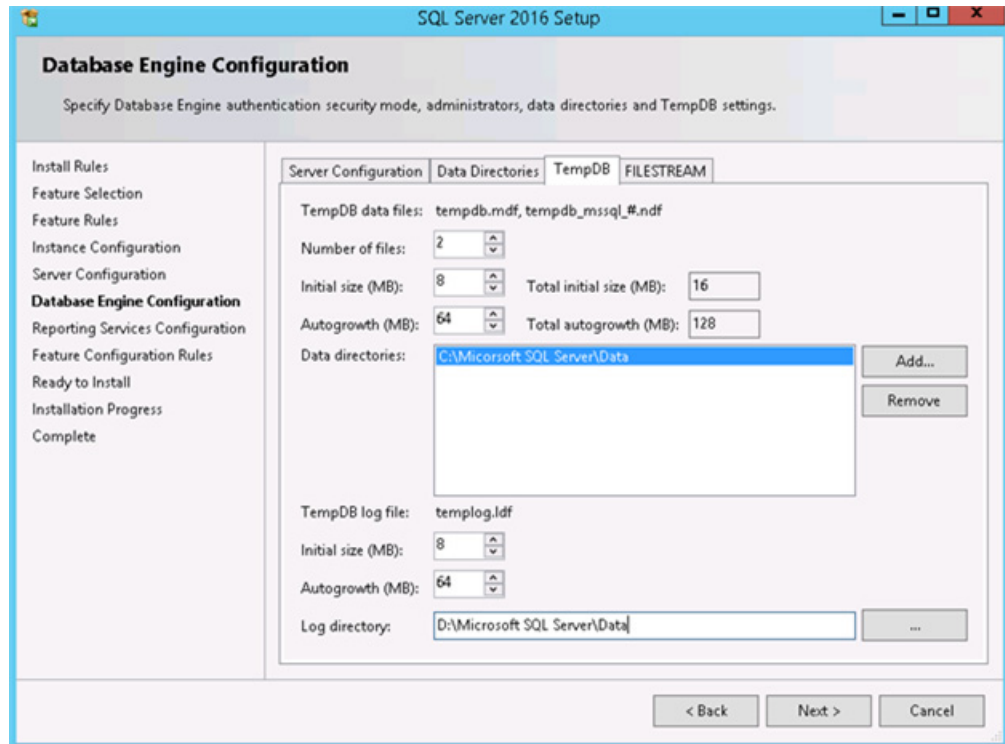 SQL Server 2016 Setup
Database Engine Configuration
Specify Database Engine authentication security mode, administrators, data directories and TempDB settings.
Install Rules
Feature Selection
Feature Rules
Instance Configuration
Server Configuration
Database Engine Configuration
Reporting Services Configuration
Feature Configuration Rules
Ready to Install
Installation Progress
Complete
Server Configuration Data Directories TempDB FILESTREAM
TempDB data files: tempdb.mdf, tempdb_mssql_#.ndf
Number of files: 2
Initial size (MB): 8 Total initial size (MB): 16
Autogrowth (MB): 64 Total autogrowth (MB): 128
Data directories: C:\Micorsoft SQL Server\Data Add...
Remove
TempDB log file: templog.ldf
Initial size (MB): 8
Autogrowth (MB): 64
Log directory: D:\Microsoft SQL Server\Data ...
< Back Next > Cancel